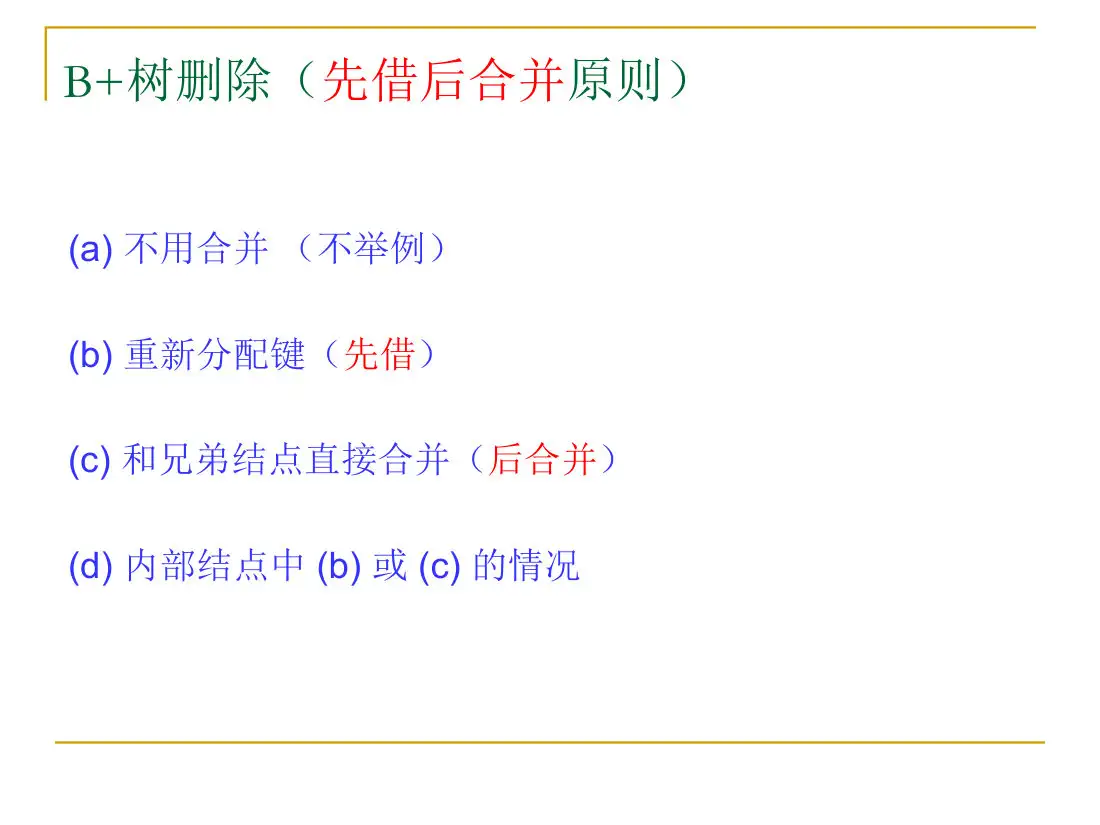 B+树删除（先借后合并原则）
(a) 不用合并 （不举例）
(b) 重新分配键（先借）
(c) 和兄弟结点直接合并（后合并）
(d) 内部结点中 (b) 或 (c) 的情况